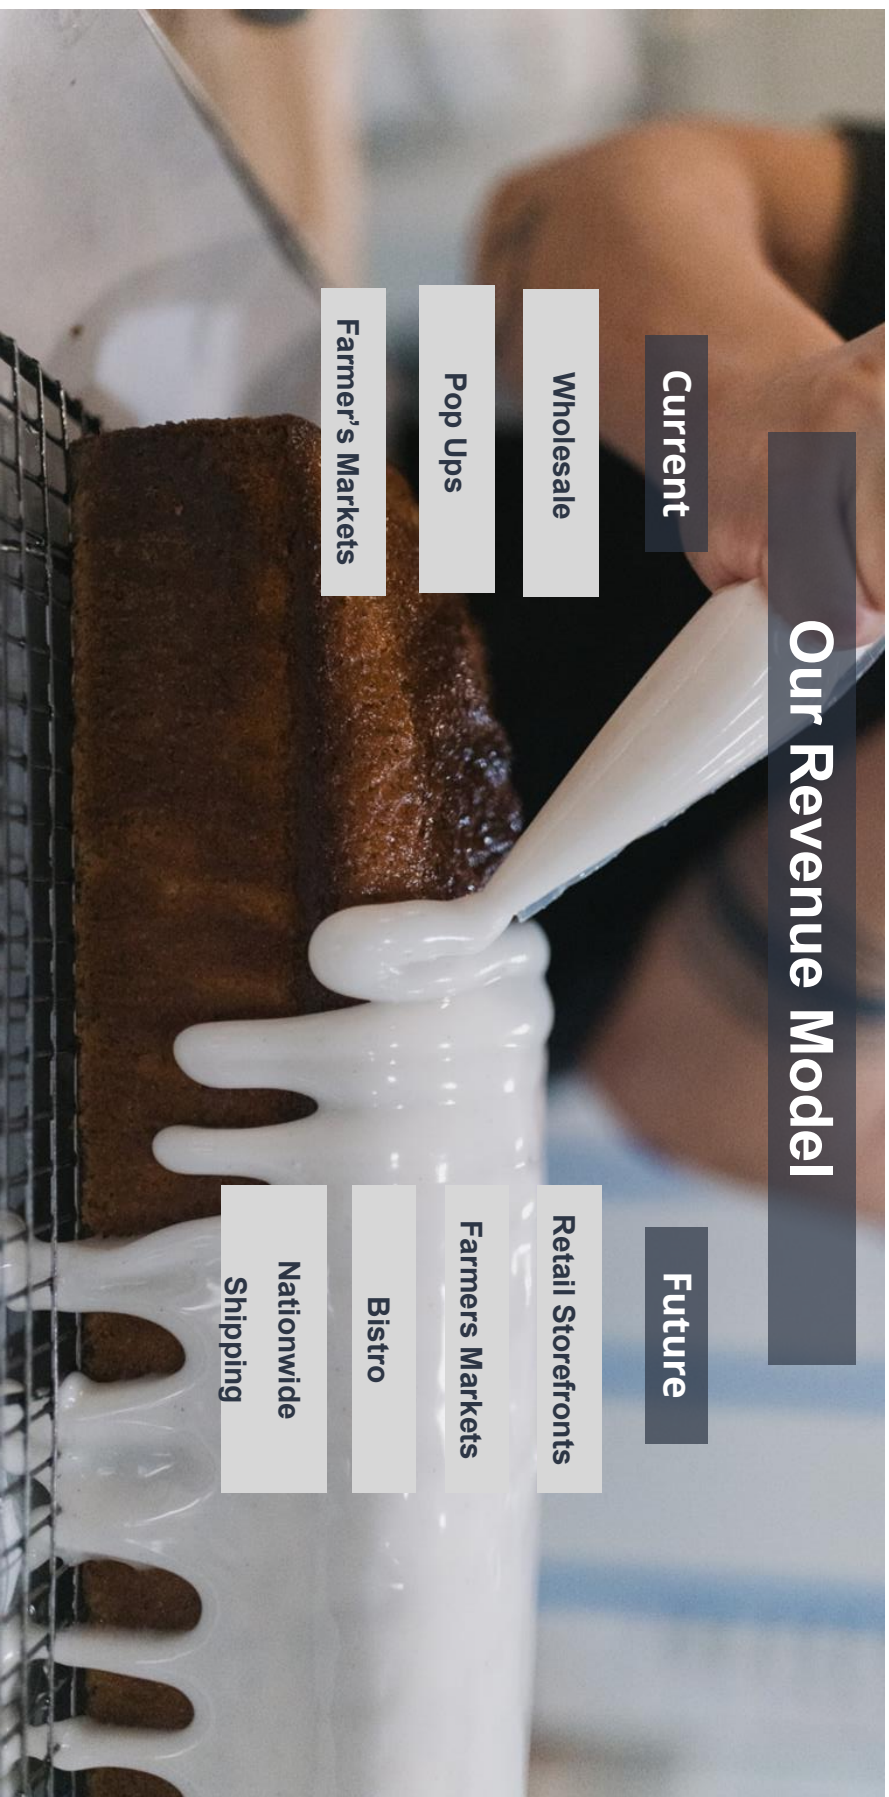 Our Revenue Model
Current
Wholesale
Pop Ups
Farmer’s Markets
Future
Retail Storefronts
Farmers Markets
Bistro
Nationwide
Shipping